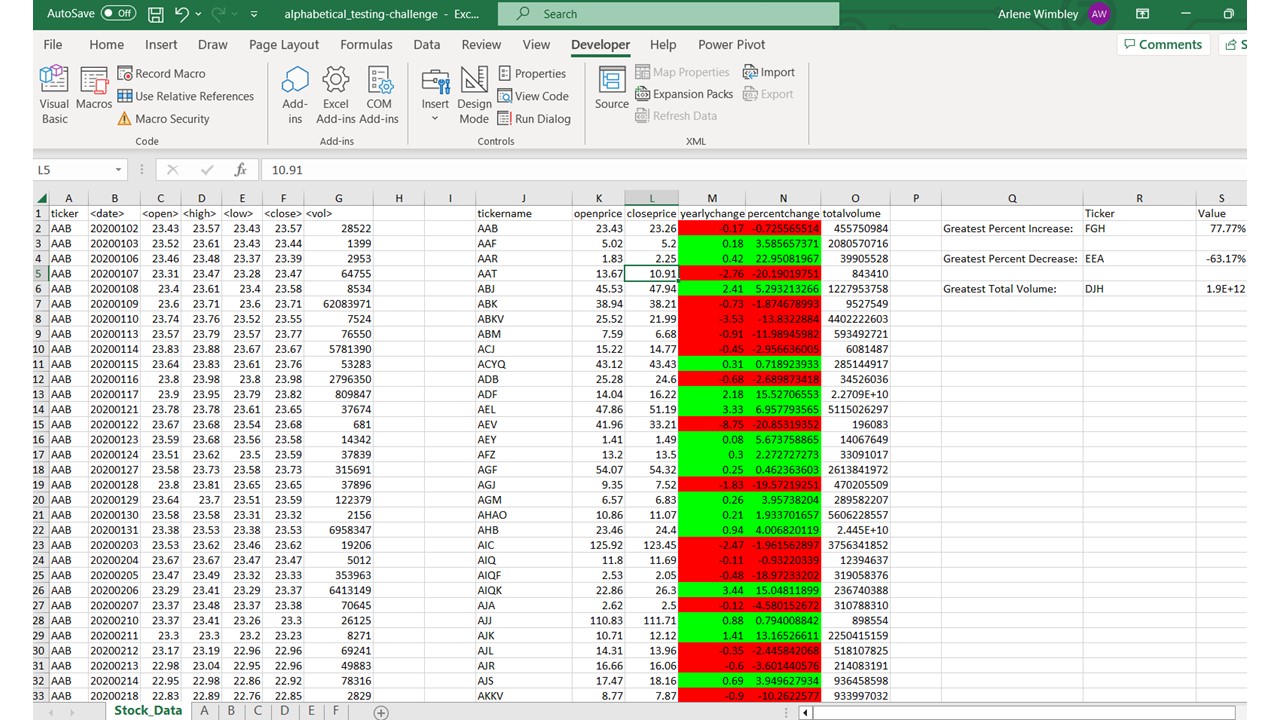 AutoSave Off alphabetical_testing-challenge - Exc... Search Arlene Wimbley AW
File Home Insert Draw Page Layout Formulas Data Review View Developer Help Power Pivot Comments S
Visual Basic Macros Record Macro Use Relative References Macro Security Code
Add-ins Excel Add-ins COM Add-ins Add-ins
Insert Design Mode Properties View Code Run Dialog Controls
Source Map Properties Expansion Packs Refresh Data Import Export XML
L5 fx 10.91
A B C D E F G H I J K L M N O P Q R S
1 ticker <date> <open> <high> <low> <close> <vol> tickername openprice closeprice yearlychange percentchange totalvolume Ticker Value
2 AAB 20200102 23.43 23.57 23.43 23.57 28522 AAB 23.43 23.26 -0.17 -0.725565514 455750984 Greatest Percent Increase: FGH 77.77%
3 AAB 20200103 23.52 23.61 23.43 23.44 1399 AAF 5.02 5.2 0.18 3.585657371 2080570716
4 AAB 20200106 23.46 23.48 23.37 23.39 2953 AAR 1.83 2.25 0.42 22.95081967 39905528 Greatest Percent Decrease: EEA -63.17%
5 AAB 20200107 23.31 23.47 23.28 23.47 64755 AAT 13.67 10.91 -2.76 -20.19019751 843410
6 AAB 20200108 23.4 23.61 23.4 23.58 8534 ABJ 45.53 47.94 2.41 5.293213266 1227953758 Greatest Total Volume: DJH 1.9E+12
7 AAB 20200109 23.6 23.71 23.6 23.71 62083971 ABK 38.94 38.21 -0.73 -1.874678993 9527549
8 AAB 20200110 23.74 23.76 23.52 23.55 7524 ABKV 25.52 21.99 -3.53 -13.8322884 4402222603
9 AAB 20200113 23.57 23.79 23.57 23.77 76550 ABM 7.59 6.68 -0.91 -11.98945982 593492721
10 AAB 20200114 23.83 23.88 23.67 23.67 5781390 ACJ 15.22 14.77 -0.45 -2.956636005 6081487
11 AAB 20200115 23.64 23.83 23.61 23.76 53283 ACYQ 43.12 43.43 0.31 0.718923933 285144917
12 AAB 20200116 23.8 23.98 23.8 23.98 2796350 ADB 25.28 24.6 -0.68 -2.689873418 34526036
13 AAB 20200117 23.9 23.95 23.79 23.82 809847 ADF 14.04 16.22 2.18 15.52706553 2.2709E+10
14 AAB 20200121 23.78 23.78 23.61 23.65 37674 AEL 47.86 51.19 3.33 6.957793565 5115026297
15 AAB 20200122 23.67 23.68 23.54 23.68 681 AEV 41.96 33.21 -8.75 -20.85319352 196083
16 AAB 20200123 23.59 23.68 23.56 23.58 14342 AEY 1.41 1.49 0.08 5.673758865 14067649
17 AAB 20200124 23.51 23.62 23.5 23.59 37839 AFZ 13.2 13.5 0.3 2.272727273 33091017
18 AAB 20200127 23.58 23.73 23.58 23.73 315691 AGF 54.07 54.32 0.25 0.462363603 2613841972
19 AAB 20200128 23.8 23.81 23.65 23.65 37896 AGJ 9.35 7.52 -1.83 -19.57219251 470205509
20 AAB 20200129 23.64 23.7 23.51 23.59 122379 AGM 6.57 6.83 0.26 3.95738204 289582207
21 AAB 20200130 23.58 23.58 23.31 23.32 2156 AHAO 10.86 11.07 0.21 1.933701657 5606228557
22 AAB 20200131 23.38 23.53 23.38 23.53 6958347 AHB 23.46 24.4 0.94 4.006820119 2.445E+10
23 AAB 20200203 23.53 23.62 23.46 23.62 19206 AIC 125.92 123.45 -2.47 -1.961562897 3756341852
24 AAB 20200204 23.67 23.67 23.47 23.47 5012 AIQ 11.8 11.69 -0.11 -0.93220339 12394637
25 AAB 20200205 23.47 23.49 23.32 23.33 353963 AIQF 2.53 2.05 -0.48 -18.97233202 319058376
26 AAB 20200206 23.29 23.41 23.29 23.37 6413149 AIQK 22.86 26.3 3.44 15.04811899 236740388
27 AAB 20200207 23.37 23.48 23.37 23.38 70645 AJA 2.62 2.5 -0.12 -4.580152672 310788310
28 AAB 20200210 23.37 23.41 23.26 23.3 26125 AJJ 110.83 111.71 0.88 0.794008842 898554
29 AAB 20200211 23.3 23.3 23.2 23.23 8271 AJK 10.71 12.12 1.41 13.16526611 2250415159
30 AAB 20200212 23.17 23.19 22.96 22.96 69241 AJL 14.31 13.96 -0.35 -2.445842068 518107825
31 AAB 20200213 22.98 23.04 22.95 22.96 49883 AJR 16.66 16.06 -0.6 -3.601440576 214083191
32 AAB 20200214 22.95 22.98 22.86 22.92 78316 AJS 17.47 18.16 0.69 3.949627934 936458598
33 AAB 20200218 22.83 22.89 22.76 22.85 2829 AKKV 8.77 7.87 -0.9 -10.2622577 933997032
Stock_Data A B C D E F